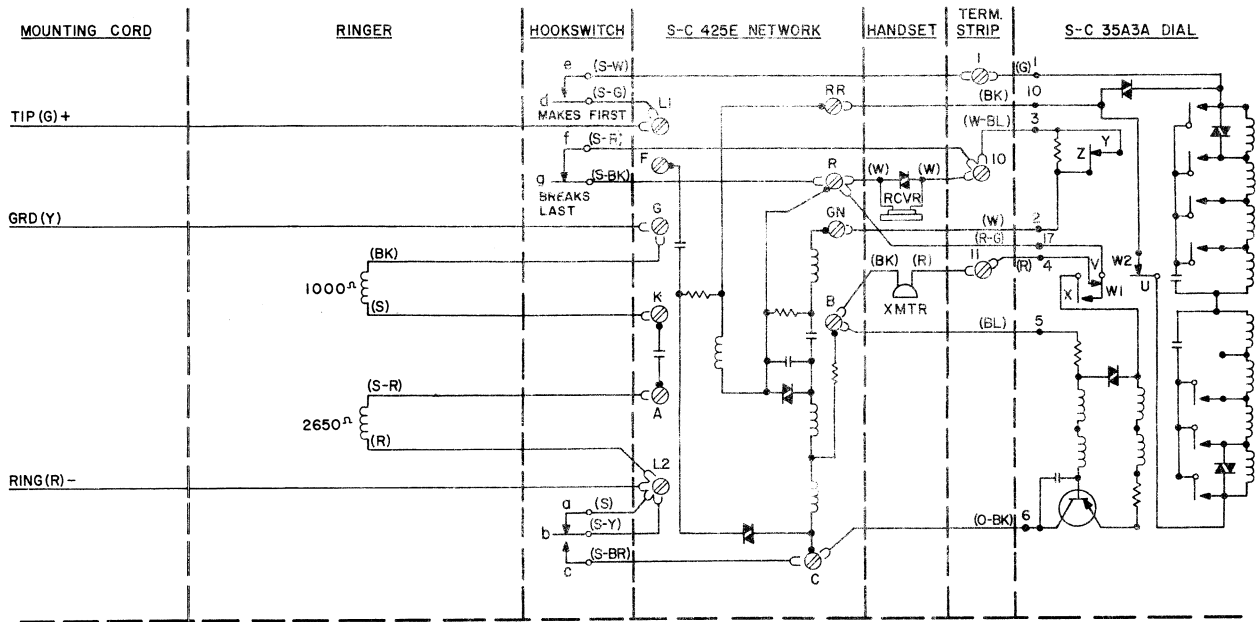 MOUNTING CORD
RINGER
HOOKSWITCH
S-C 425E NETWORK
HANDSET
TERM. STRIP
S-C 35A3A DIAL
e (S-W)
1
(G) 1
d (S-G)
L1
MAKES FIRST
RR
(BK) 10
TIP (G) +
(W-BL) 3
f (S-R)
F
10
Y
Z
g (S-BK)
BREAKS LAST
R
(W)
(W)
RCVR
GRD (Y)
G
GN
(W) 2
(R-G) 17
(BK)
(BK)
(R)
11
(R) 4
V
W2
1000Ω
X
W1
U
(S)
K
XMTR
B
(BL) 5
(S-R)
A
2650Ω
(R)
L2
RING (R) -
a (S)
b (S-Y)
(O-BK) 6
c (S-BR)
C